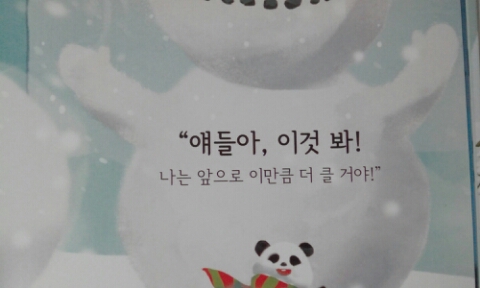 “얘들아, 이것 봐!
나는 앞으로 이만큼 더 클 거야!”